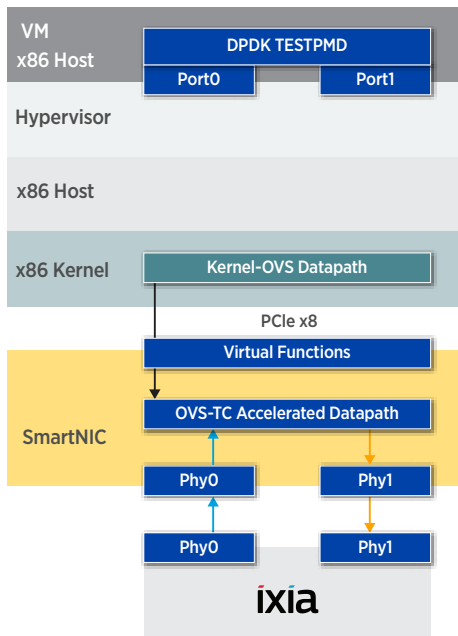 VM
x86 Host
DPDK TESTPMD
Port0
Port1
Hypervisor
x86 Host
x86 Kernel
Kernel-OVS Datapath
PCIe x8
Virtual Functions
SmartNIC
OVS-TC Accelerated Datapath
Phy0
Phy1
Phy0
Phy1
ixia